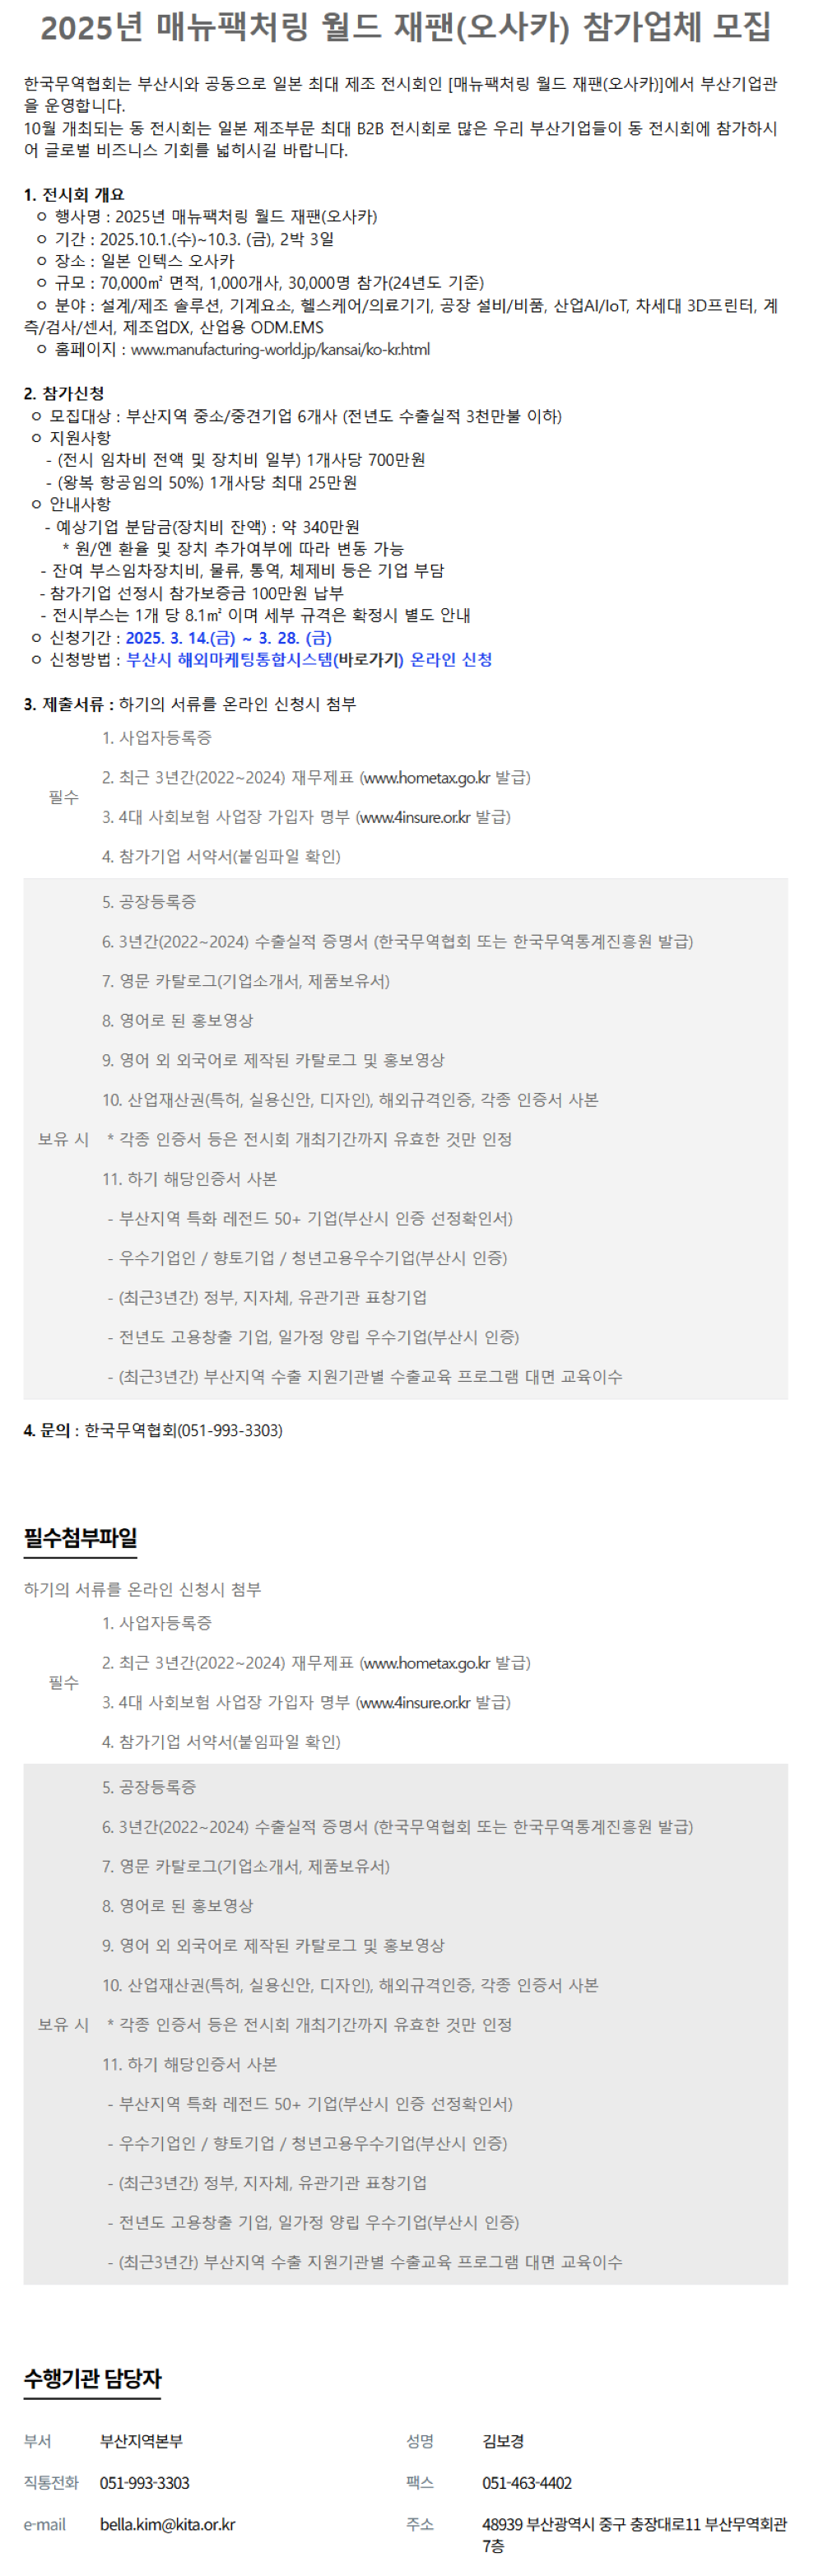 2025년 매뉴팩처링 월드 재팬(오사카) 참가업체 모집
한국무역협회는 부산시와 공동으로 일본 최대 제조 전시회인 [매뉴팩처링 월드 재팬(오사카)]에서 부산기업관
을 운영합니다.
10월 개최되는 동 전시회는 일본 제조부문 최대 B2B 전시회로 많은 우리 부산기업들이 동 전시회에 참가하시
어 글로벌 비즈니스 기회를 넓히시길 바랍니다.
1. 전시회 개요
ㅇ 행사명 : 2025년 매뉴팩처링 월드 재팬(오사카)
ㅇ 기간 : 2025.10.1.(수)~10.3. (금), 2박 3일
ㅇ 장소 : 일본 인텍스 오사카
ㅇ 규모 : 70,000㎡ 면적, 1,000개사, 30,000명 참가(24년도 기준)
ㅇ 분야 : 설계/제조 솔루션, 기계요소, 헬스케어/의료기기, 공장 설비/비품, 산업AI/IoT, 차세대 3D프린터, 계
측/검사/센서, 제조업DX, 산업용 ODM.EMS
ㅇ 홈페이지 : www.manufacturing-world.jp/kansai/ko-kr.html
2. 참가신청
ㅇ 모집대상 : 부산지역 중소/중견기업 6개사 (전년도 수출실적 3천만불 이하)
ㅇ 지원사항
- (전시 임차비 전액 및 장치비 일부) 1개사당 700만원
- (왕복 항공임의 50%) 1개사당 최대 25만원
ㅇ 안내사항
- 예상기업 분담금(장치비 잔액) : 약 340만원
* 원/엔 환율 및 장치 추가여부에 따라 변동 가능
- 잔여 부스임차장치비, 물류, 통역, 체제비 등은 기업 부담
- 참가기업 선정시 참가보증금 100만원 납부
- 전시부스는 1개 당 8.1㎡ 이며 세부 규격은 확정시 별도 안내
ㅇ 신청기간 : 2025. 3. 14.(금) ~ 3. 28. (금)
ㅇ 신청방법 : 부산시 해외마케팅통합시스템(바로가기) 온라인 신청
3. 제출서류 : 하기의 서류를 온라인 신청시 첨부
필수
1. 사업자등록증
2. 최근 3년간(2022~2024) 재무제표 (www.hometax.go.kr 발급)
3. 4대 사회보험 사업장 가입자 명부 (www.4insure.or.kr 발급)
4. 참가기업 서약서(붙임파일 확인)
보유 시
5. 공장등록증
6. 3년간(2022~2024) 수출실적 증명서 (한국무역협회 또는 한국무역통계진흥원 발급)
7. 영문 카탈로그(기업소개서, 제품보유서)
8. 영어로 된 홍보영상
9. 영어 외 외국어로 제작된 카탈로그 및 홍보영상
10. 산업재산권(특허, 실용신안, 디자인), 해외규격인증, 각종 인증서 사본
* 각종 인증서 등은 전시회 개최기간까지 유효한 것만 인정
11. 하기 해당인증서 사본
- 부산지역 특화 레전드 50+ 기업(부산시 인증 선정확인서)
- 우수기업인 / 향토기업 / 청년고용우수기업(부산시 인증)
- (최근3년간) 정부, 지자체, 유관기관 표창기업
- 전년도 고용창출 기업, 일가정 양립 우수기업(부산시 인증)
- (최근3년간) 부산지역 수출 지원기관별 수출교육 프로그램 대면 교육이수
4. 문의 : 한국무역협회(051-993-3303)
필수첨부파일
하기의 서류를 온라인 신청시 첨부
필수
1. 사업자등록증
2. 최근 3년간(2022~2024) 재무제표 (www.hometax.go.kr 발급)
3. 4대 사회보험 사업장 가입자 명부 (www.4insure.or.kr 발급)
4. 참가기업 서약서(붙임파일 확인)
보유 시
5. 공장등록증
6. 3년간(2022~2024) 수출실적 증명서 (한국무역협회 또는 한국무역통계진흥원 발급)
7. 영문 카탈로그(기업소개서, 제품보유서)
8. 영어로 된 홍보영상
9. 영어 외 외국어로 제작된 카탈로그 및 홍보영상
10. 산업재산권(특허, 실용신안, 디자인), 해외규격인증, 각종 인증서 사본
* 각종 인증서 등은 전시회 개최기간까지 유효한 것만 인정
11. 하기 해당인증서 사본
- 부산지역 특화 레전드 50+ 기업(부산시 인증 선정확인서)
- 우수기업인 / 향토기업 / 청년고용우수기업(부산시 인증)
- (최근3년간) 정부, 지자체, 유관기관 표창기업
- 전년도 고용창출 기업, 일가정 양립 우수기업(부산시 인증)
- (최근3년간) 부산지역 수출 지원기관별 수출교육 프로그램 대면 교육이수
수행기관 담당자
부서 부산지역본부 성명 김보경
직통전화 051-993-3303 팩스 051-463-4402
e-mail bella.kim@kita.or.kr 주소 48939 부산광역시 중구 충장대로11 부산무역회관
7층